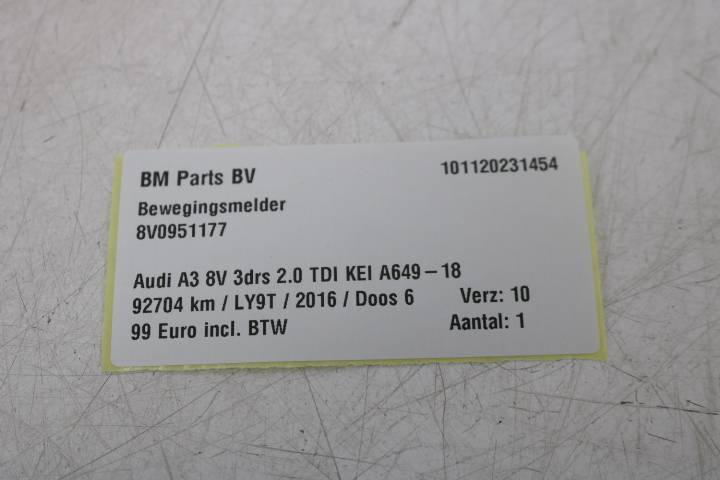 BM Parts BV 101120231454
Bewegingsmelder
8V0951177
Audi A3 8V 3drs 2.0 TDI KEI A649-18
92704 km / LY9T / 2016 / Doos 6 Verz: 10
99 Euro incl. BTW Aantal: 1